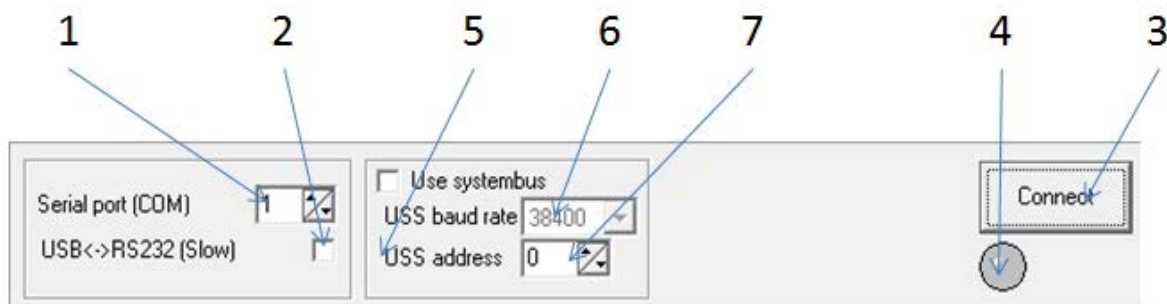 1 2 5 6 7 4 3
Use systembus
Serial port (COM) 1
USS baud rate 38400
Connect
USB<->RS232 (Slow)
USS address 0